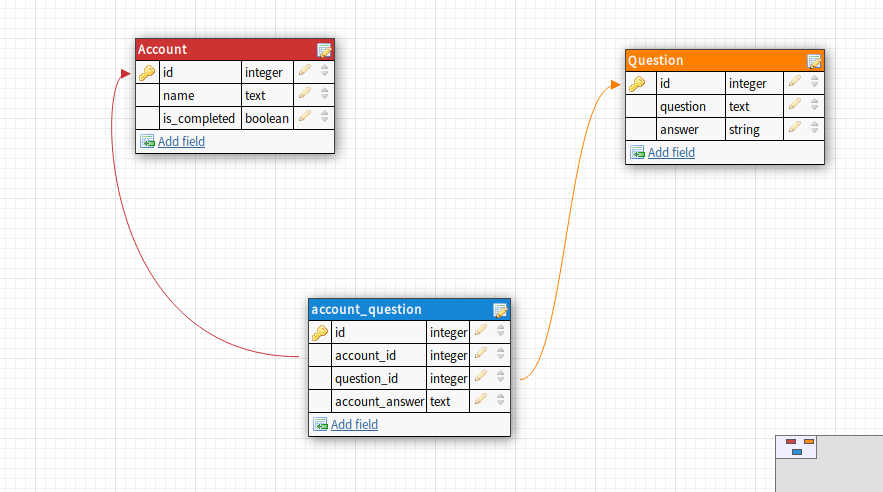 Account
id integer
name text
is_completed boolean
Add field
Question
id integer
question text
answer string
Add field
account_question
id integer
account_id integer
question_id integer
account_answer text
Add field